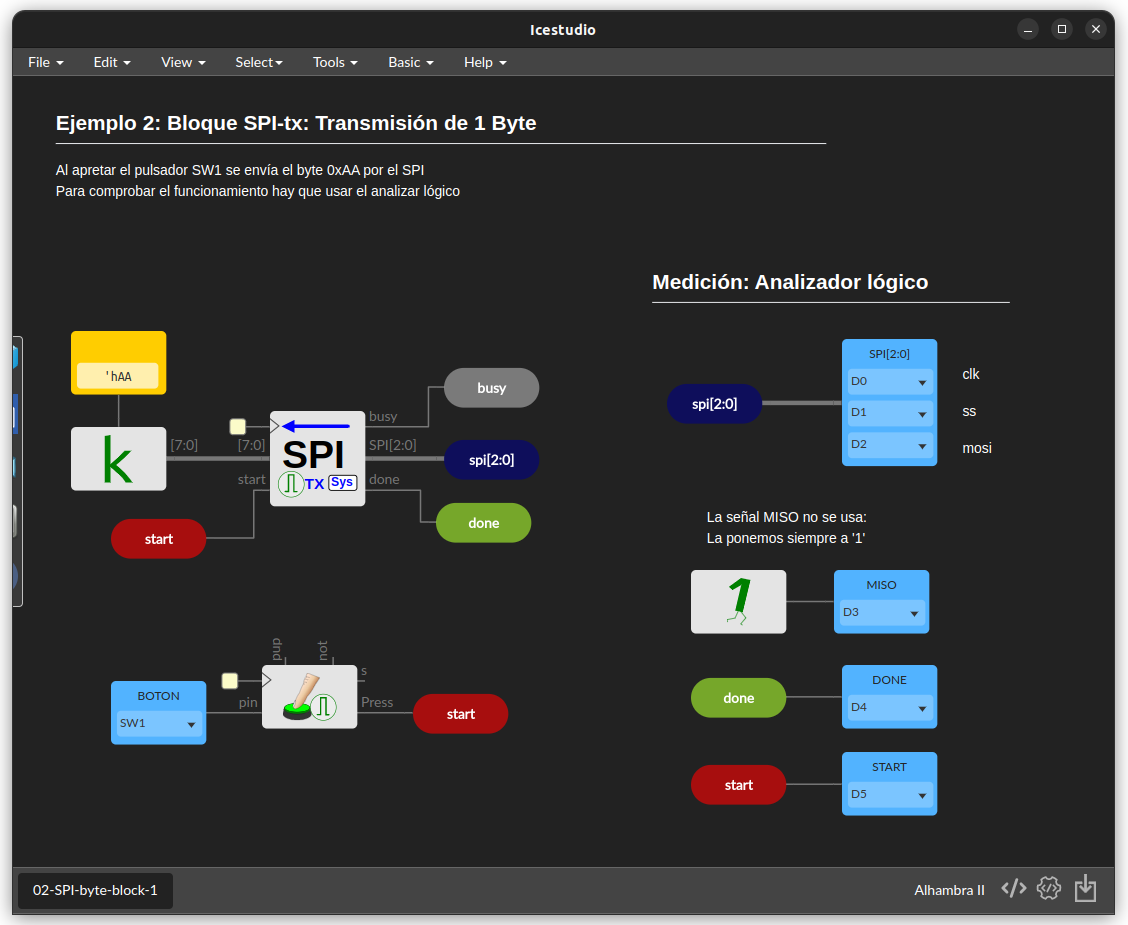 Icestudio
File Edit View Select Tools Basic Help
Ejemplo 2: Bloque SPI-tx: Transmisión de 1 Byte
Al apretar el pulsador SW1 se envía el byte 0xAA por el SPI
Para comprobar el funcionamiento hay que usar el analizar lógico
'hAA
k
[7:0]
[7:0]
start
SPI
TX Sys
busy
SPI[2:0]
done
busy
spi[2:0]
done
start
BOTON
SW1
pup
not
pin
s
Press
start
Medición: Analizador lógico
spi[2:0]
SPI[2:0]
D0
D1
D2
clk
ss
mosi
La señal MISO no se usa:
La ponemos siempre a '1'
1
MISO
D3
done
DONE
D4
start
START
D5
02-SPI-byte-block-1
Alhambra II